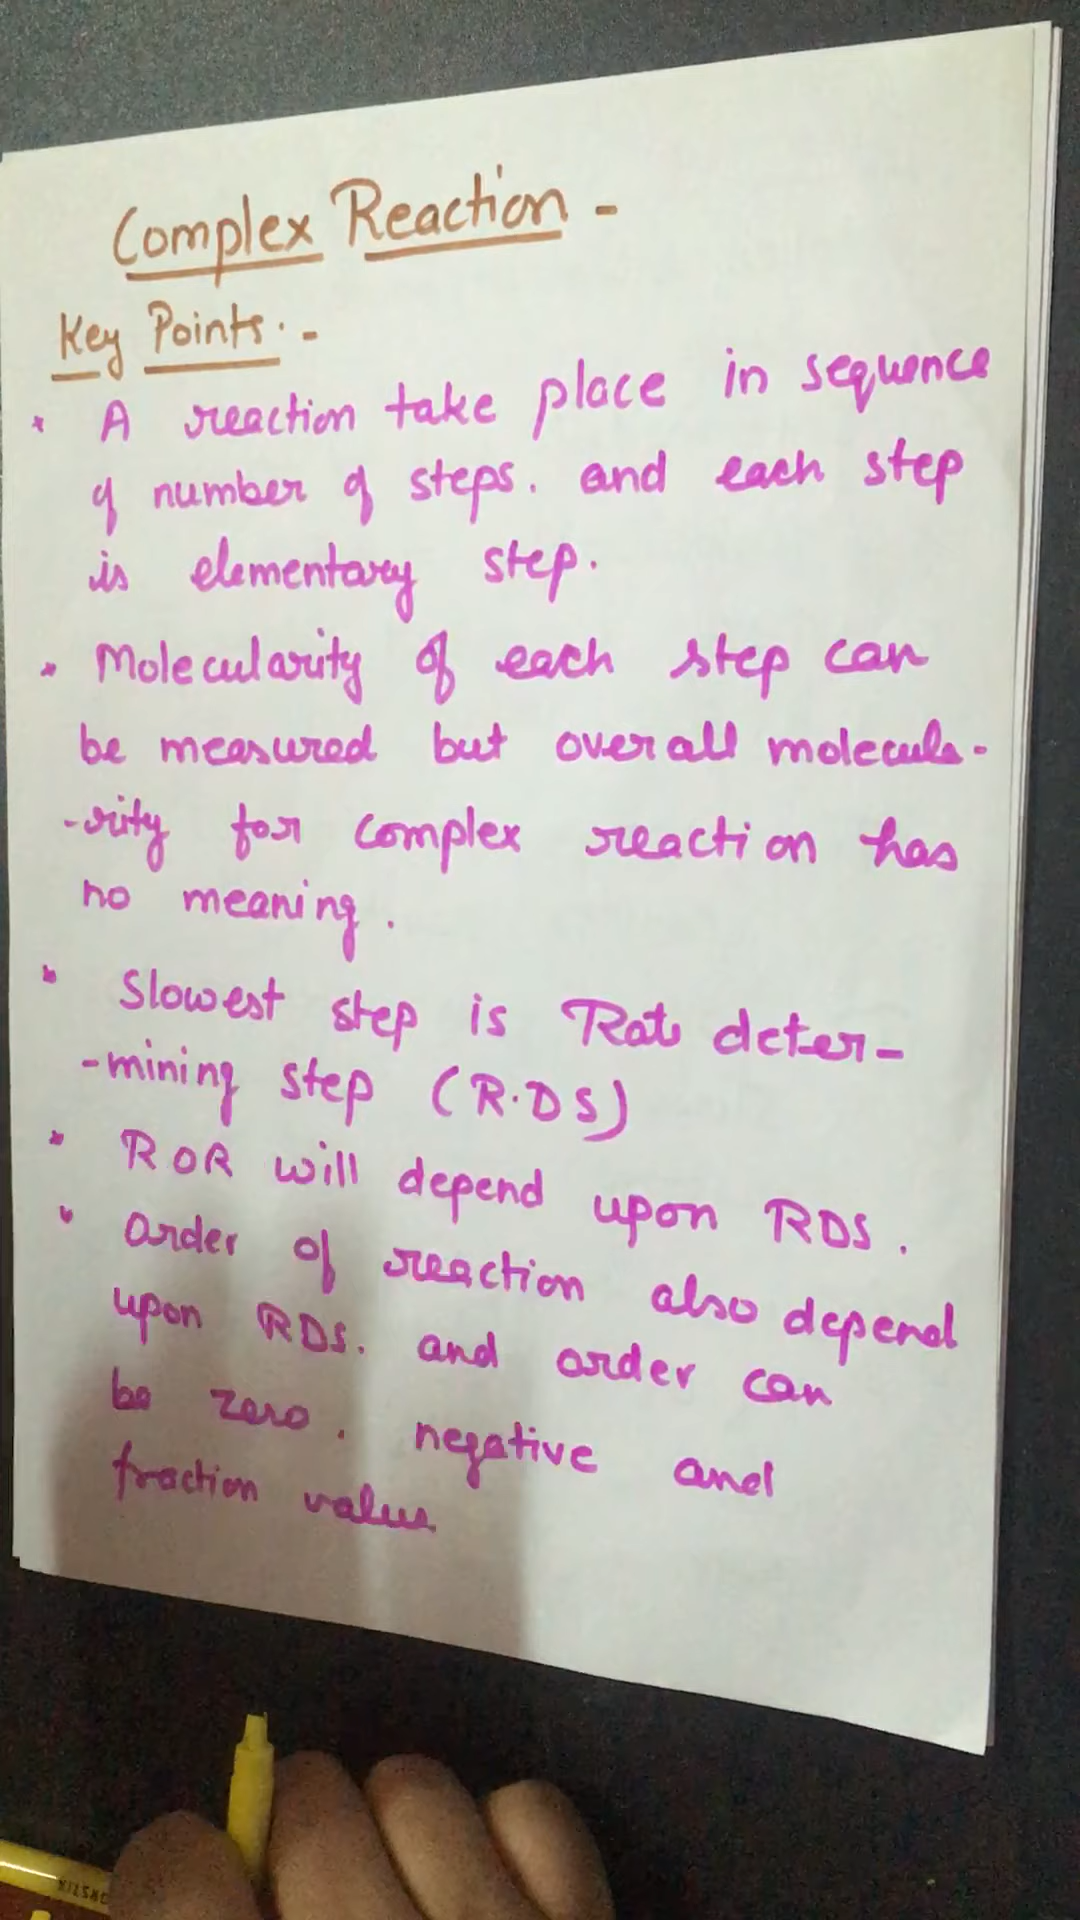 Complex Reaction -
Key Points. -
* A reaction take place in sequence
of number of steps. and each step
is elementary step.
* Molecularity of each step can
be measured but overall molecula-
-rity for complex reaction has
no meaning.
* Slowest step is Rate deter-
-mining step (R.D S)
* ROR will depend upon RDS.
* Order of reaction also depend
upon RDS. and order can
be zero, negative and
fraction value